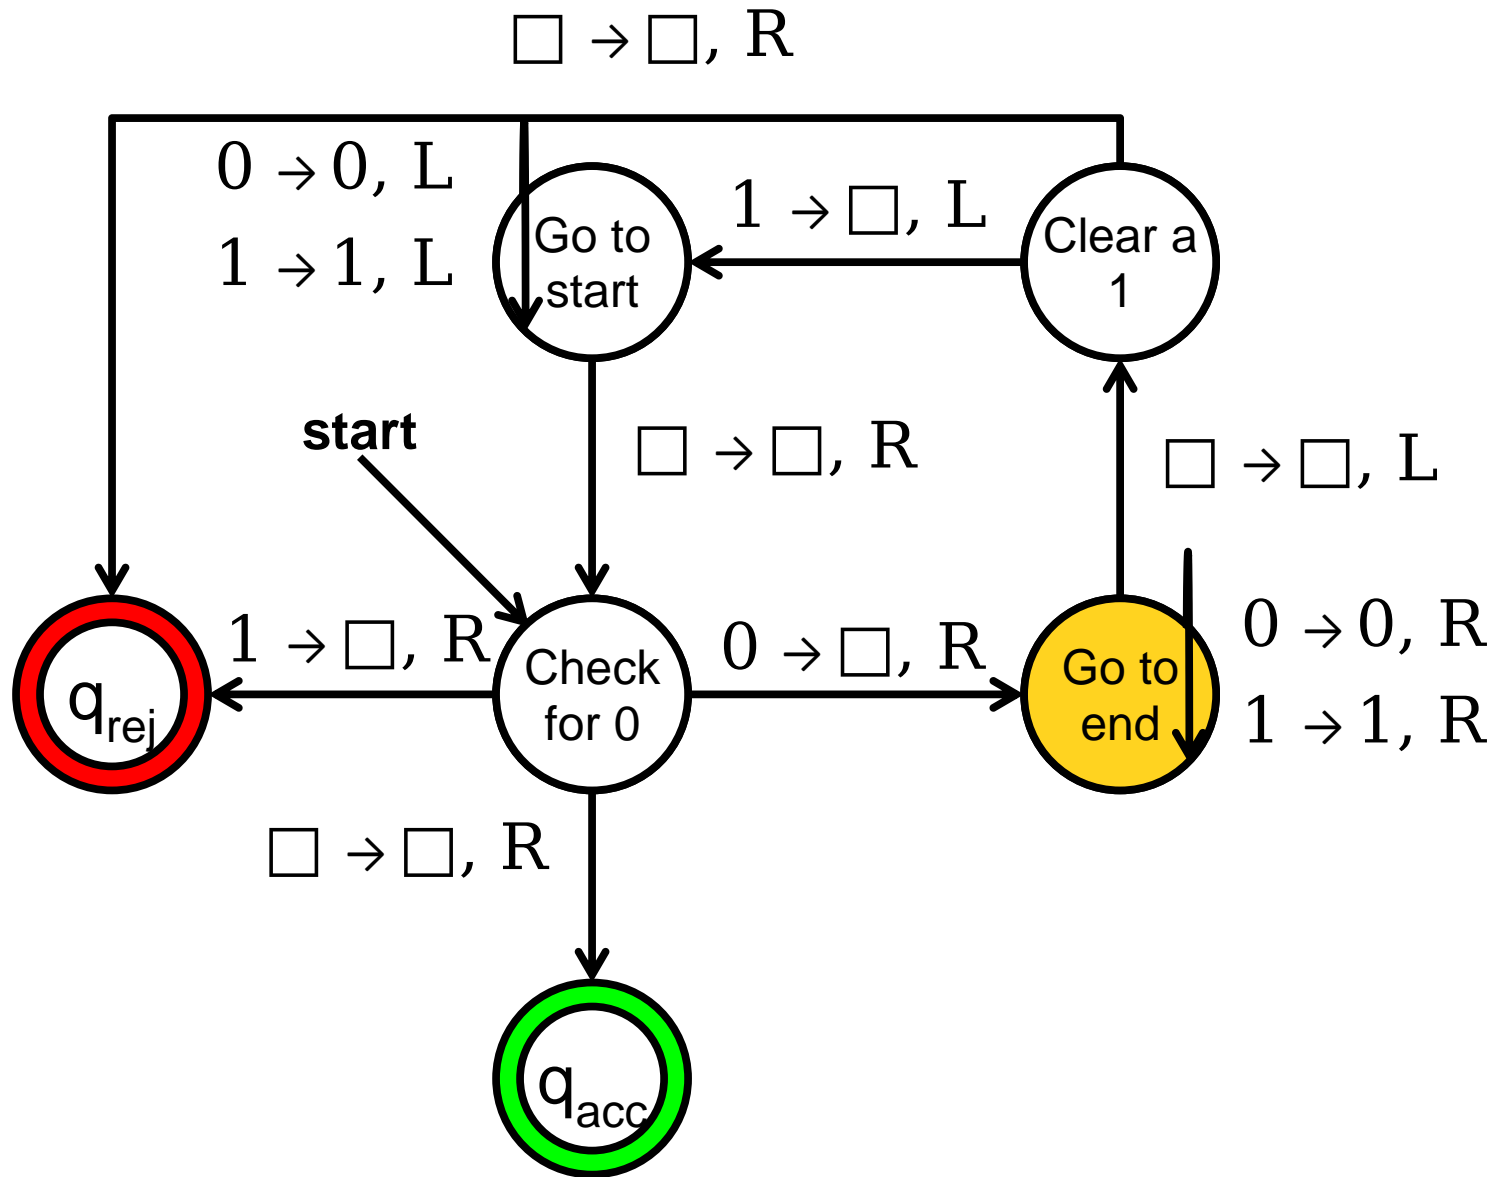 □ → □, R
0 → 0, L
1 → 1, L
Go to
start
1 → □, L
Clear a
1
start
□ → □, R
□ → □, L
q_rej
1 → □, R
Check
for 0
0 → □, R
Go to
end
0 → 0, R
1 → 1, R
□ → □, R
q_acc